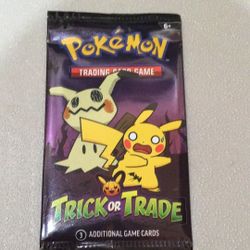 6+
POKéMON
TRADING CARD GAME
TRICK OR TRADE
3 ADDITIONAL GAME CARDS